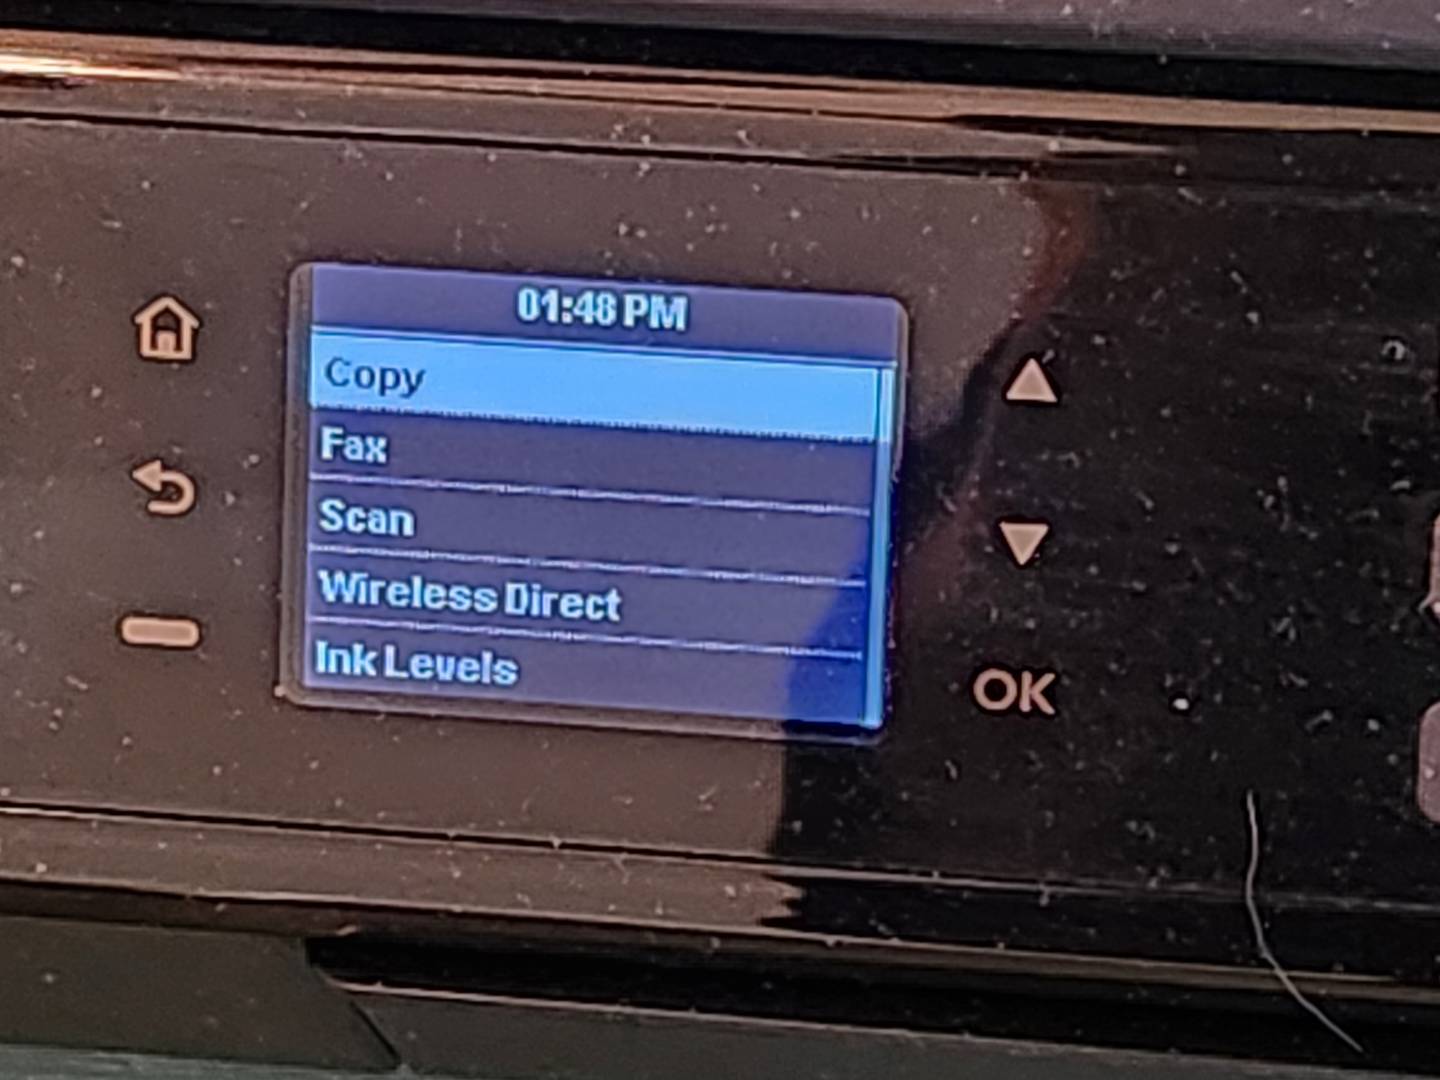 01:48 PM
Copy
Fax
Scan
Wireless Direct
Ink Levels
OK